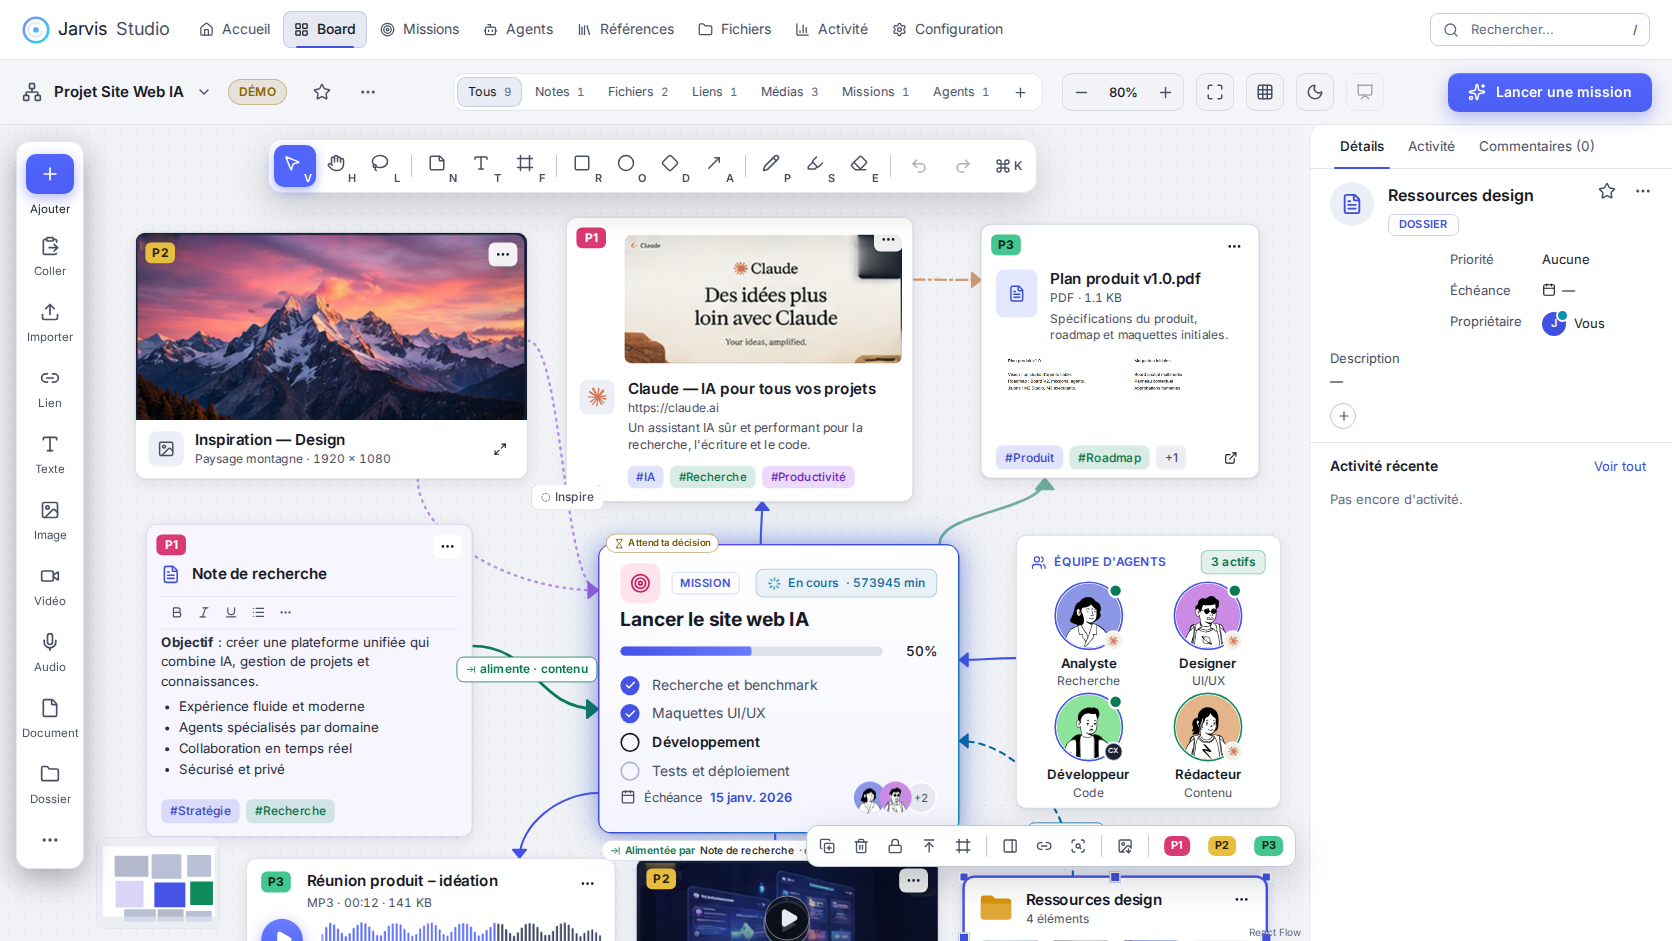 Jarvis Studio
Accueil
Board
Missions
Agents
Références
Fichiers
Activité
Configuration
Rechercher...
/
Projet Site Web IA
DÉMO
Tous 9
Notes 1
Fichiers 2
Liens 1
Médias 3
Missions 1
Agents 1
80%
Lancer une mission
Ajouter
Coller
Importer
Lien
Texte
Image
Vidéo
Audio
Document
Dossier
V
H
L
N
T
F
R
O
D
A
P
S
E
⌘ K
P2
Inspiration — Design
Paysage montagne · 1920 × 1080
P1
Claude
Claude
Des idées plus
loin avec Claude
Your ideas, amplified.
Claude — IA pour tous vos projets
https://claude.ai
Un assistant IA sûr et performant pour la
recherche, l'écriture et le code.
#IA
#Recherche
#Productivité
P3
Plan produit v1.0.pdf
PDF · 1.1 KB
Spécifications du produit,
roadmap et maquettes initiales.
Plan produit v1.0
Maquettes initiales
#Produit
#Roadmap
+1
Inspire
P1
Note de recherche
B I U
Objectif : créer une plateforme unifiée qui
combine IA, gestion de projets et
connaissances.
• Expérience fluide et moderne
• Agents spécialisés par domaine
• Collaboration en temps réel
• Sécurisé et privé
#Stratégie
#Recherche
alimente · contenu
Attend ta décision
MISSION
En cours · 573945 min
Lancer le site web IA
50%
Recherche et benchmark
Maquettes UI/UX
Développement
Tests et déploiement
Échéance 15 janv. 2026
+2
Alimentée par Note de recherche
ÉQUIPE D'AGENTS
3 actifs
Analyste
Recherche
Designer
UI/UX
CX
Développeur
Code
Rédacteur
Contenu
P1
P2
P3
P3
Réunion produit – idéation
MP3 · 00:12 · 141 KB
P2
Ressources design
4 éléments
React Flow
Détails
Activité
Commentaires (0)
Ressources design
DOSSIER
Priorité
Aucune
Échéance
—
Propriétaire
J
Vous
Description
—
Activité récente
Voir tout
Pas encore d'activité.